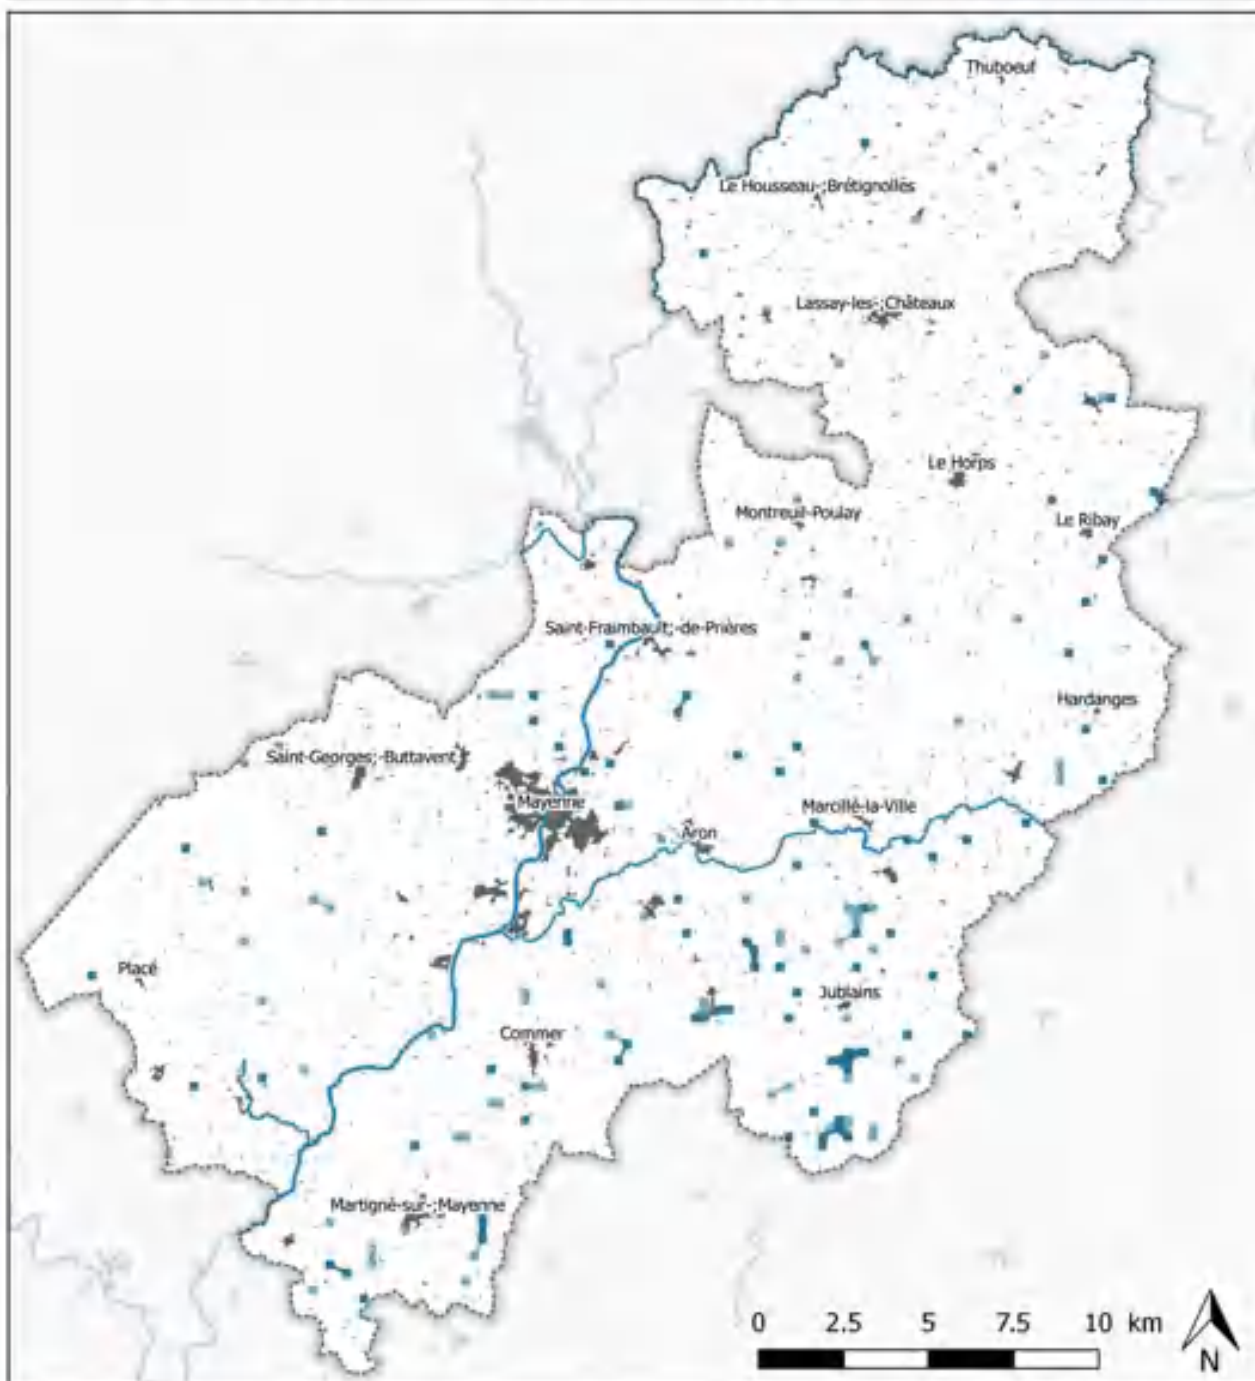 Thuboeuf
Le Housseau-;Brétignolles
Lassay-les-;Châteaux
Le Horps
Montreuil-Poulay
Le Ribay
Saint-Fraimbault;-de-Prières
Hardanges
Saint-Georges;-Buttavent
Mayenne
Marcillé-la-Ville
Aron
Placé
Jublains
Commer
Martigné-sur-;Mayenne
0 2.5 5 7.5 10 km
N